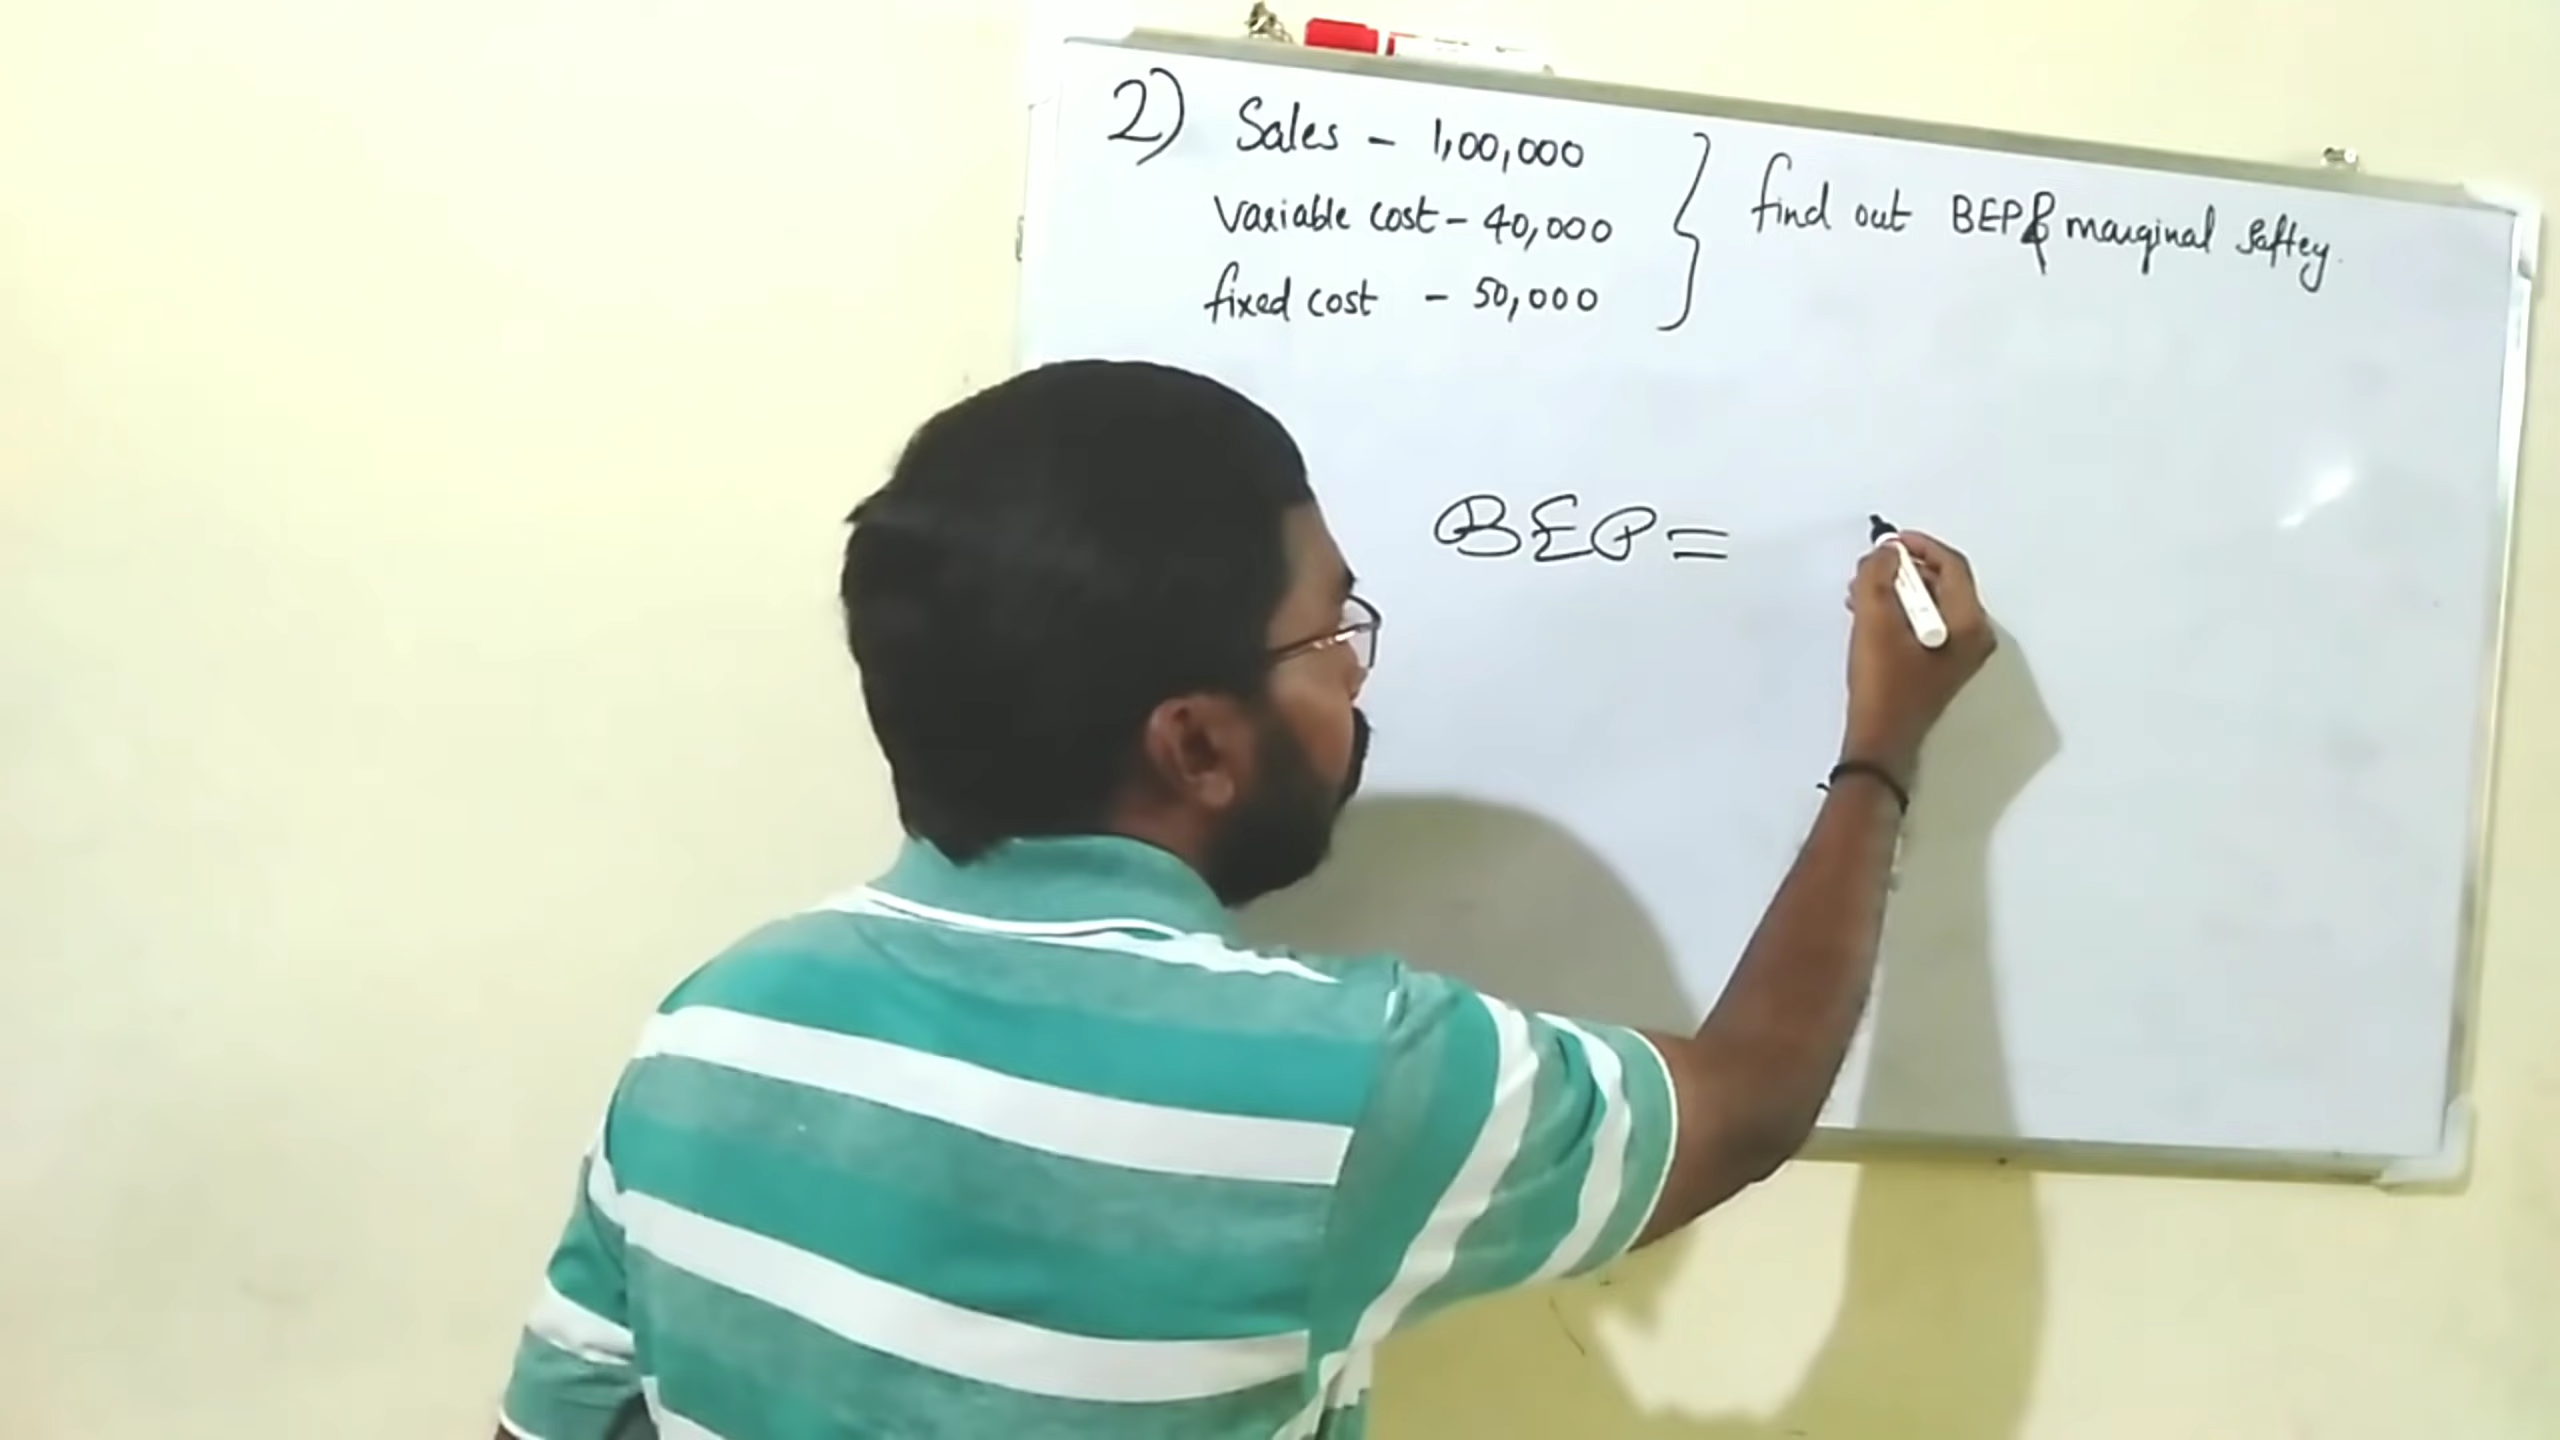 2) Sales - 1,00,000
Variable cost - 40,000
fixed cost - 50,000
find out BEP & marginal saftey.
BEP =